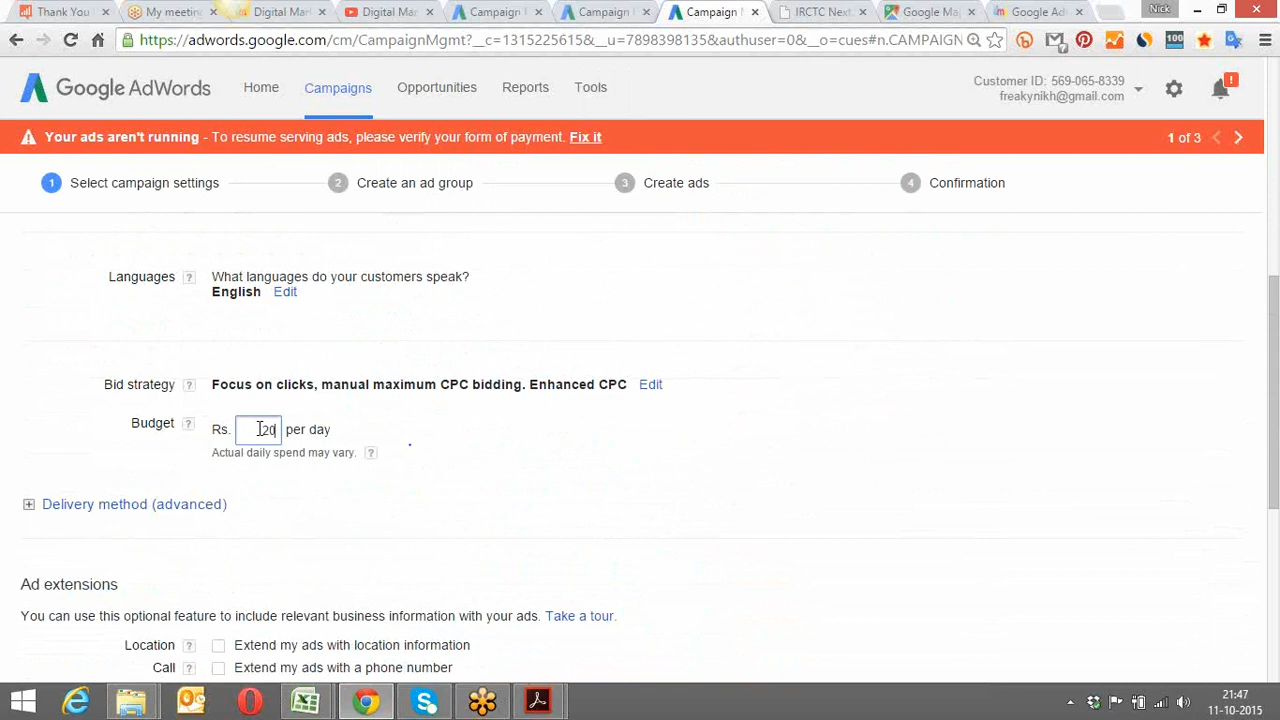 Thank You
My meetin
Digital Mar
Digital Mar
Campaign
Campaign
Campaign
IRCTC Next
Google Ma
Google Ad
Nick
https://adwords.google.com/cm/CampaignMgmt?__c=1315225615&__u=7898398135&authuser=0&__o=cues#n.CAMPAIGN
100
Google AdWords
Home
Campaigns
Opportunities
Reports
Tools
Customer ID: 569-065-8339
freakynikh@gmail.com
Your ads aren't running - To resume serving ads, please verify your form of payment. Fix it
1 of 3
1 Select campaign settings
2 Create an ad group
3 Create ads
4 Confirmation
Languages ? What languages do your customers speak?
English Edit
Bid strategy ? Focus on clicks, manual maximum CPC bidding. Enhanced CPC Edit
Budget ? Rs. 20 per day
Actual daily spend may vary. ?
Delivery method (advanced)
Ad extensions
You can use this optional feature to include relevant business information with your ads. Take a tour.
Location ? Extend my ads with location information
Call ? Extend my ads with a phone number
21:47
11-10-2015